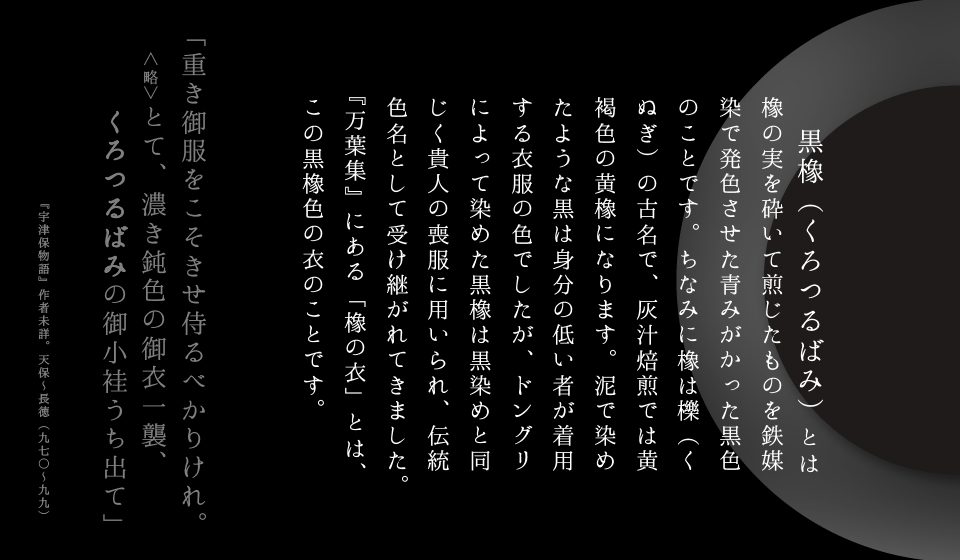 黒橡（くろつるばみ）とは
橡の実を砕いて煎じたものを鉄媒
染で発色させた青みがかった黒色
のことです。ちなみに橡は櫟（く
ぬぎ）の古名で、灰汁焙煎では黄
褐色の黄橡になります。泥で染め
たような黒は身分の低い者が着用
する衣服の色でしたが、ドングリ
によって染めた黒橡は黒染めと同
じく貴人の喪服に用いられ、伝統
色名として受け継がれてきました。
『万葉集』にある「橡の衣」とは、
この黒橡色の衣のことです。
「重き御服をこそきせ侍るべかりけれ。
＜略＞とて、濃き鈍色の御衣一襲、
くろつるばみの御小袿うち出て」
『宇津保物語』作者未詳。天保～長徳（九七〇～九九）